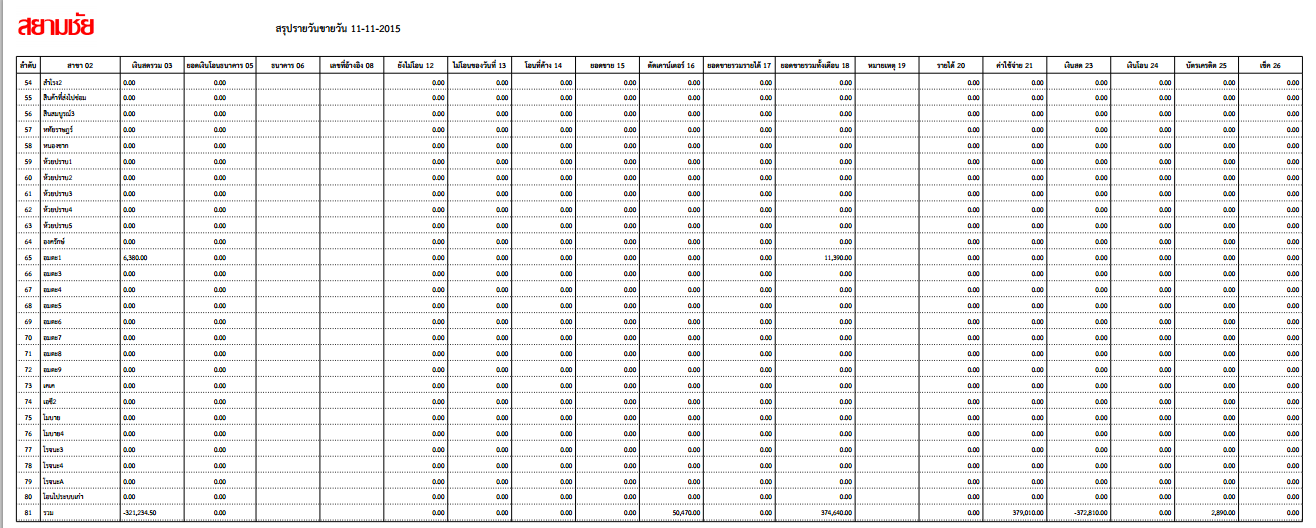 สยามชัย
สรุปรายวันขายวัน 11-11-2015
ลำดับ สาขา 02 เงินสดรวม 03 ยอดเงินโอนธนาคาร 05 ธนาคาร 06 เลขที่อ้างอิง 08 ยังไม่โอน 12 ไม่โอนของวันที่ 13 โอนที่ค้าง 14 ยอดขาย 15 ตัดเคาน์เตอร์ 16 ยอดขายรวมรายได้ 17 ยอดขายรวมทั้งเดือน 18 หมายเหตุ 19 รายได้ 20 ค่าใช้จ่าย 21 เงินสด 23 เงินโอน 24 บัตรเครดิต 25 เช็ค 26
54 สำโรง2 0.00 0.00 0.00 0.00 0.00 0.00 0.00 0.00 0.00 0.00 0.00 0.00 0.00 0.00 0.00
55 สินค้าที่ส่งไปซ่อม 0.00 0.00 0.00 0.00 0.00 0.00 0.00 0.00 0.00 0.00 0.00 0.00 0.00 0.00 0.00
56 สินสมบูรณ์3 0.00 0.00 0.00 0.00 0.00 0.00 0.00 0.00 0.00 0.00 0.00 0.00 0.00 0.00 0.00
57 หทัยราษฎร์ 0.00 0.00 0.00 0.00 0.00 0.00 0.00 0.00 0.00 0.00 0.00 0.00 0.00 0.00 0.00
58 หนองชาก 0.00 0.00 0.00 0.00 0.00 0.00 0.00 0.00 0.00 0.00 0.00 0.00 0.00 0.00 0.00
59 ห้วยปราบ1 0.00 0.00 0.00 0.00 0.00 0.00 0.00 0.00 0.00 0.00 0.00 0.00 0.00 0.00 0.00
60 ห้วยปราบ2 0.00 0.00 0.00 0.00 0.00 0.00 0.00 0.00 0.00 0.00 0.00 0.00 0.00 0.00 0.00
61 ห้วยปราบ3 0.00 0.00 0.00 0.00 0.00 0.00 0.00 0.00 0.00 0.00 0.00 0.00 0.00 0.00 0.00
62 ห้วยปราบ4 0.00 0.00 0.00 0.00 0.00 0.00 0.00 0.00 0.00 0.00 0.00 0.00 0.00 0.00 0.00
63 ห้วยปราบ5 0.00 0.00 0.00 0.00 0.00 0.00 0.00 0.00 0.00 0.00 0.00 0.00 0.00 0.00 0.00
64 องครักษ์ 0.00 0.00 0.00 0.00 0.00 0.00 0.00 0.00 0.00 0.00 0.00 0.00 0.00 0.00 0.00
65 อมตะ1 6,380.00 0.00 0.00 0.00 0.00 0.00 0.00 0.00 11,390.00 0.00 0.00 0.00 0.00 0.00 0.00
66 อมตะ3 0.00 0.00 0.00 0.00 0.00 0.00 0.00 0.00 0.00 0.00 0.00 0.00 0.00 0.00 0.00
67 อมตะ4 0.00 0.00 0.00 0.00 0.00 0.00 0.00 0.00 0.00 0.00 0.00 0.00 0.00 0.00 0.00
68 อมตะ5 0.00 0.00 0.00 0.00 0.00 0.00 0.00 0.00 0.00 0.00 0.00 0.00 0.00 0.00 0.00
69 อมตะ6 0.00 0.00 0.00 0.00 0.00 0.00 0.00 0.00 0.00 0.00 0.00 0.00 0.00 0.00 0.00
70 อมตะ7 0.00 0.00 0.00 0.00 0.00 0.00 0.00 0.00 0.00 0.00 0.00 0.00 0.00 0.00 0.00
71 อมตะ8 0.00 0.00 0.00 0.00 0.00 0.00 0.00 0.00 0.00 0.00 0.00 0.00 0.00 0.00 0.00
72 อมตะ9 0.00 0.00 0.00 0.00 0.00 0.00 0.00 0.00 0.00 0.00 0.00 0.00 0.00 0.00 0.00
73 0.00 0.00 0.00 0.00 0.00 0.00 0.00 0.00 0.00 0.00 0.00 0.00 0.00 0.00 0.00
74 เอซี2 0.00 0.00 0.00 0.00 0.00 0.00 0.00 0.00 0.00 0.00 0.00 0.00 0.00 0.00 0.00
75 โมบาย 0.00 0.00 0.00 0.00 0.00 0.00 0.00 0.00 0.00 0.00 0.00 0.00 0.00 0.00 0.00
76 โมบาย4 0.00 0.00 0.00 0.00 0.00 0.00 0.00 0.00 0.00 0.00 0.00 0.00 0.00 0.00 0.00
77 โรจนะ3 0.00 0.00 0.00 0.00 0.00 0.00 0.00 0.00 0.00 0.00 0.00 0.00 0.00 0.00 0.00
78 โรจนะ4 0.00 0.00 0.00 0.00 0.00 0.00 0.00 0.00 0.00 0.00 0.00 0.00 0.00 0.00 0.00
79 โรจนะA 0.00 0.00 0.00 0.00 0.00 0.00 0.00 0.00 0.00 0.00 0.00 0.00 0.00 0.00 0.00
80 โอนไประบบเก่า 0.00 0.00 0.00 0.00 0.00 0.00 0.00 0.00 0.00 0.00 0.00 0.00 0.00 0.00 0.00
81 รวม -321,234.50 0.00 0.00 0.00 0.00 0.00 50,470.00 0.00 374,640.00 0.00 379,010.00 -372,810.00 0.00 2,890.00 0.00